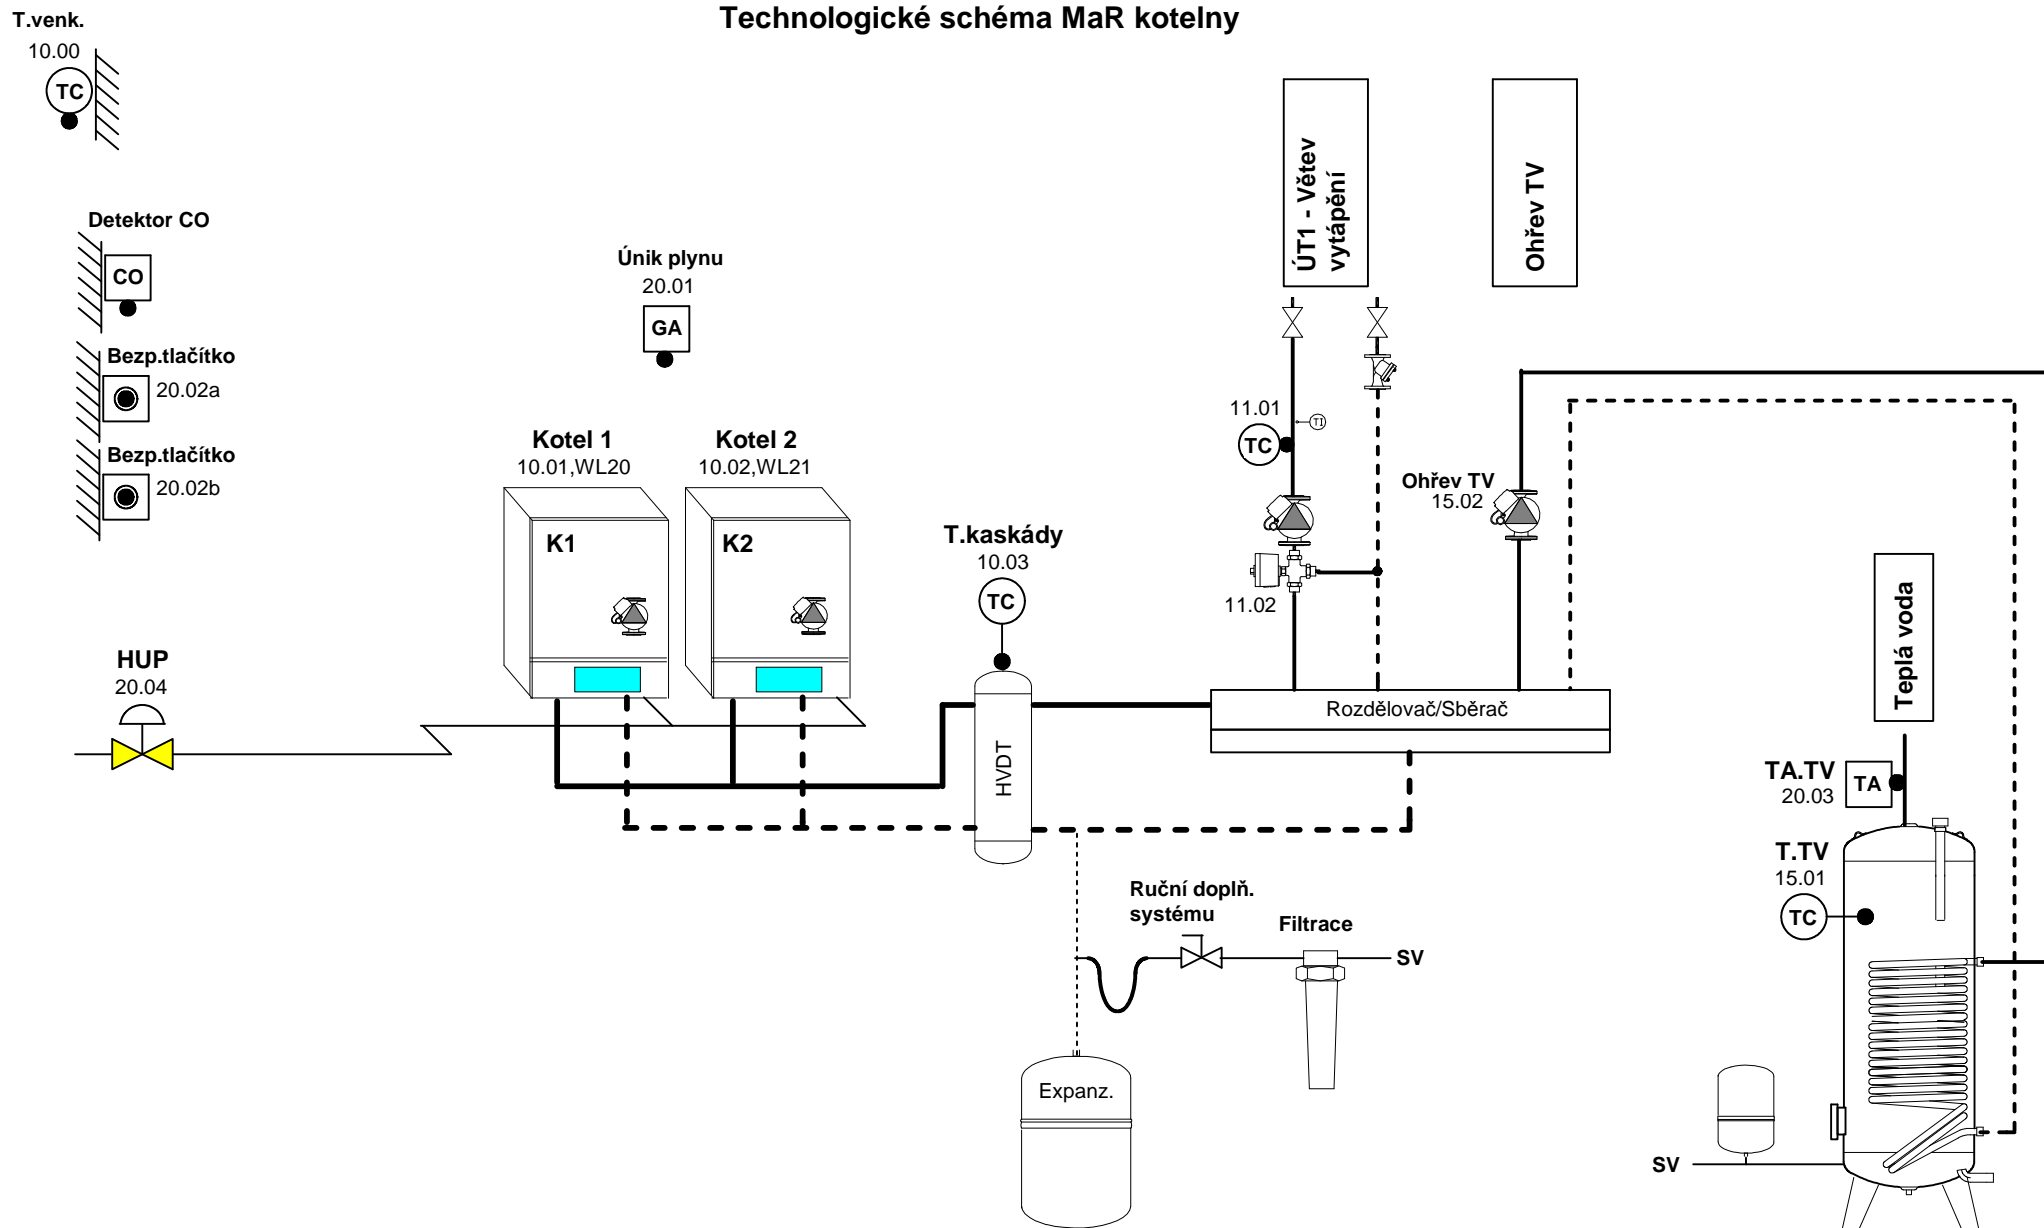 Technologické schéma MaR kotelny
T.venk.
10.00
TC
Detektor CO
CO
Bezp.tlačítko
20.02a
Bezp.tlačítko
20.02b
Únik plynu
20.01
GA
Kotel 1
10.01,WL20
K1
Kotel 2
10.02,WL21
K2
HUP
20.04
T.kaskády
10.03
TC
HVDT
ÚT1 - Větev
vytápění
Ohřev TV
11.01
TI
TC
11.02
Ohřev TV
15.02
Rozdělovač/Sběrač
Teplá voda
TA.TV
20.03
TA
T.TV
15.01
TC
Ruční doplň.
systému
Filtrace
SV
Expanz.
SV